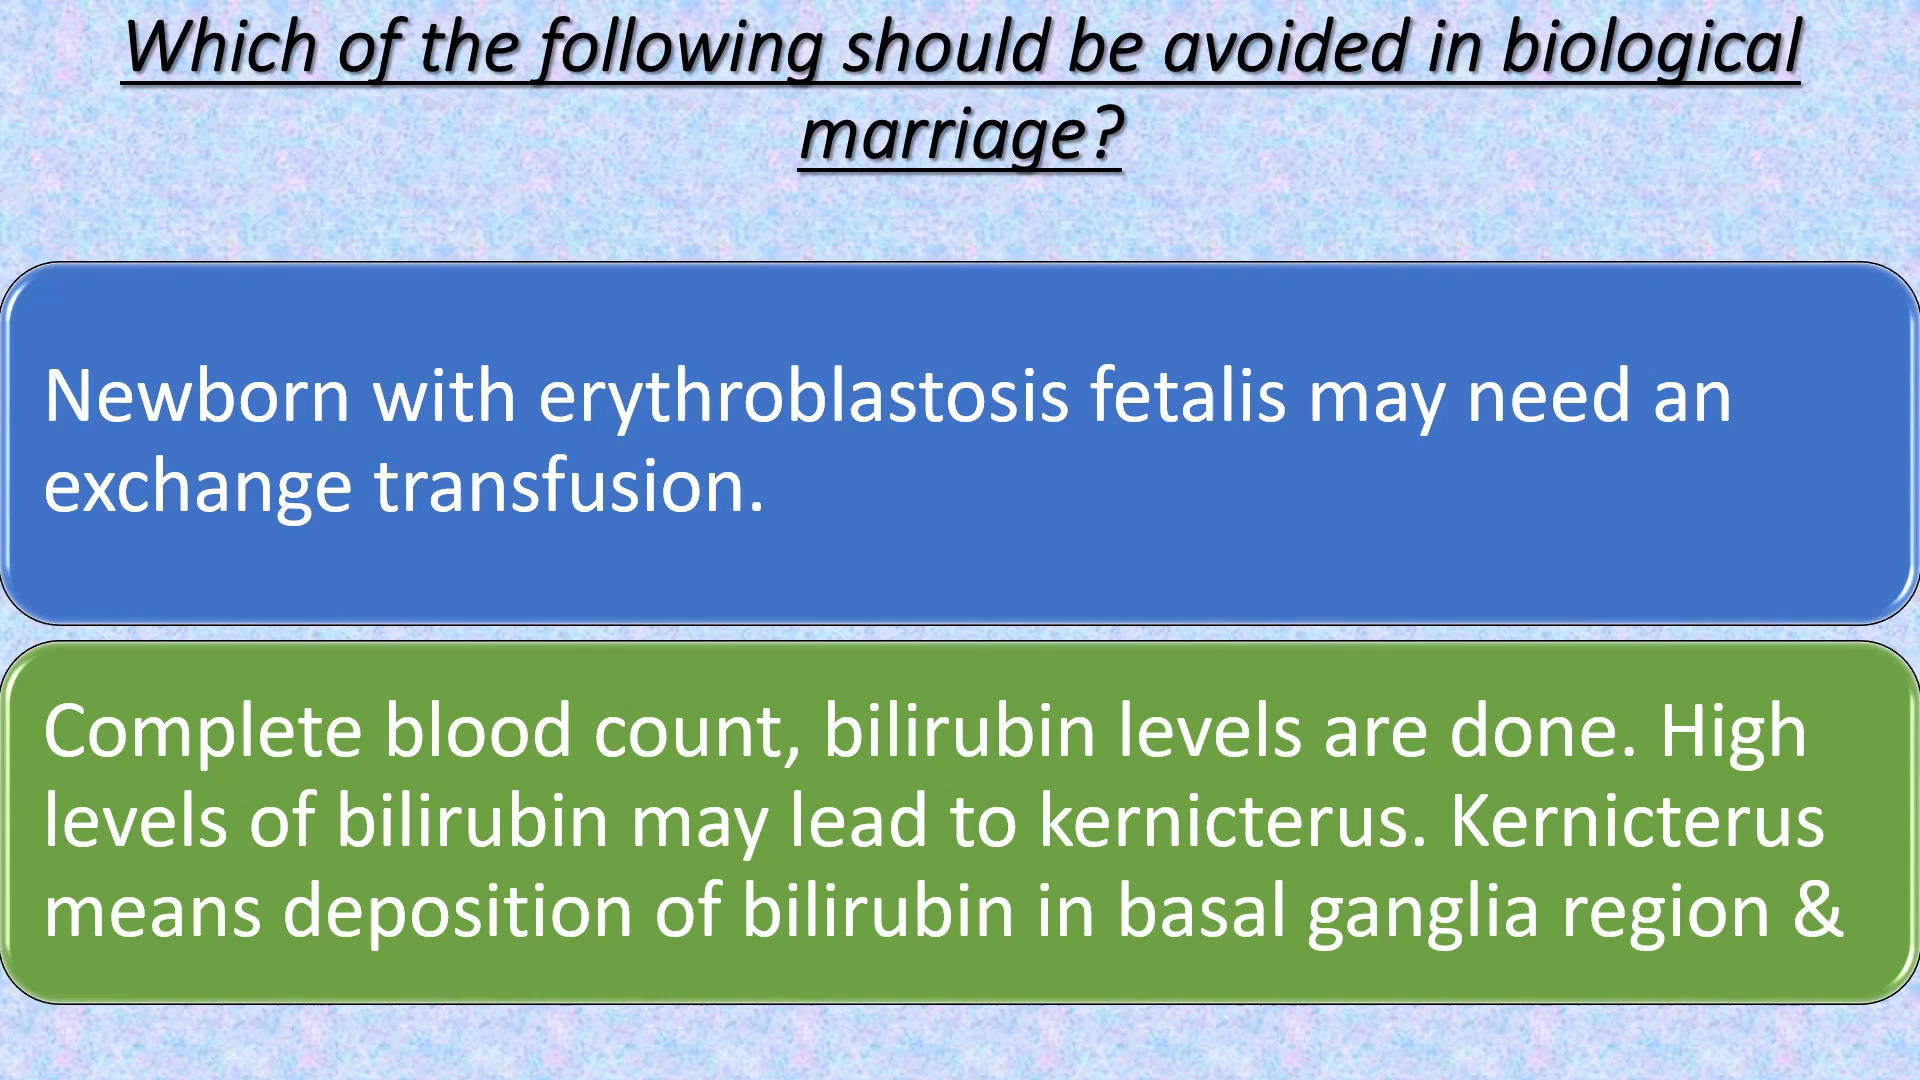 Which of the following should be avoided in biological
marriage?
Newborn with erythroblastosis fetalis may need an
exchange transfusion.
Complete blood count, bilirubin levels are done. High
levels of bilirubin may lead to kernicterus. Kernicterus
means deposition of bilirubin in basal ganglia region &